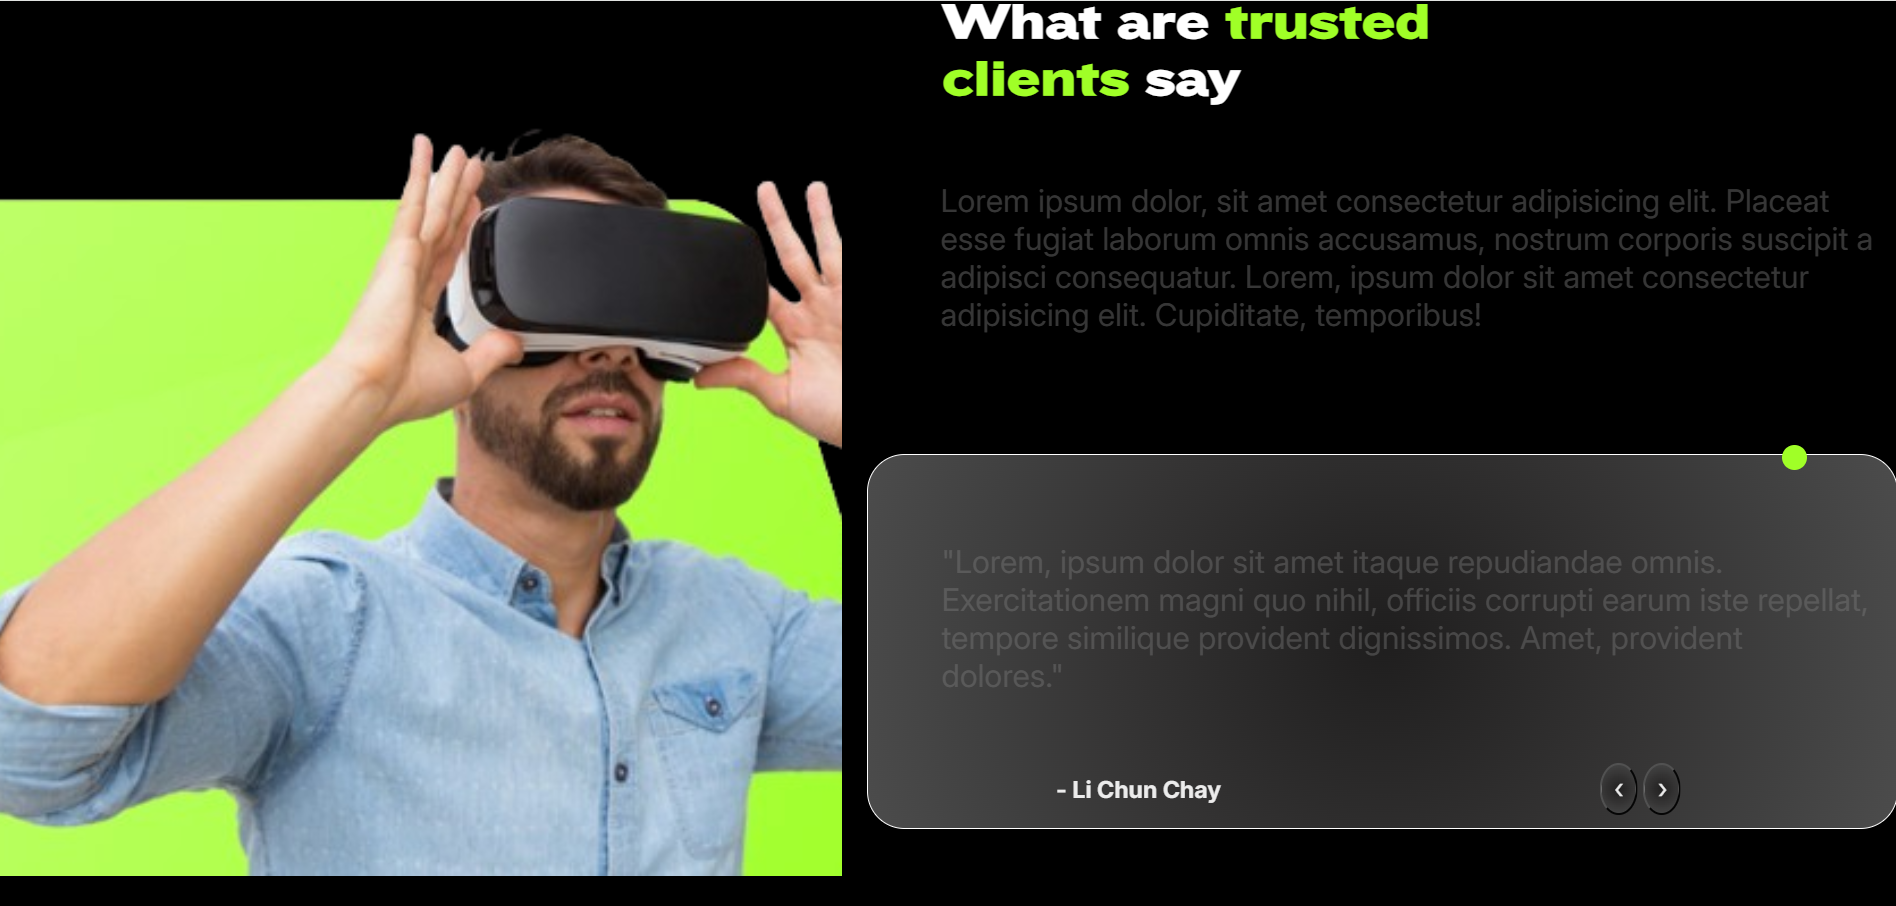 What are trusted
clients say
Lorem ipsum dolor, sit amet consectetur adipisicing elit. Placeat
esse fugiat laborum omnis accusamus, nostrum corporis suscipit a
adipisci consequatur. Lorem, ipsum dolor sit amet consectetur
adipisicing elit. Cupiditate, temporibus!
"Lorem, ipsum dolor sit amet itaque repudiandae omnis.
Exercitationem magni quo nihil, officiis corrupti earum iste repellat,
tempore similique provident dignissimos. Amet, provident
dolores."
- Li Chun Chay